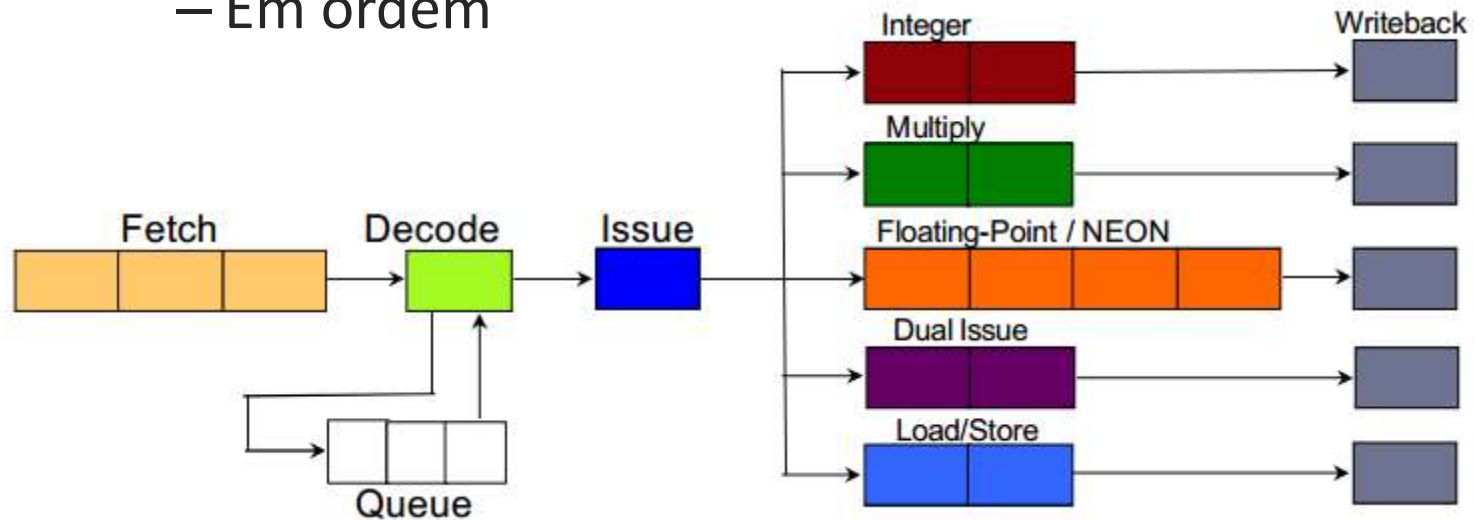 – Em ordem
Integer
Writeback
Multiply
Fetch
Decode
Issue
Floating-Point / NEON
Dual Issue
Load/Store
Queue